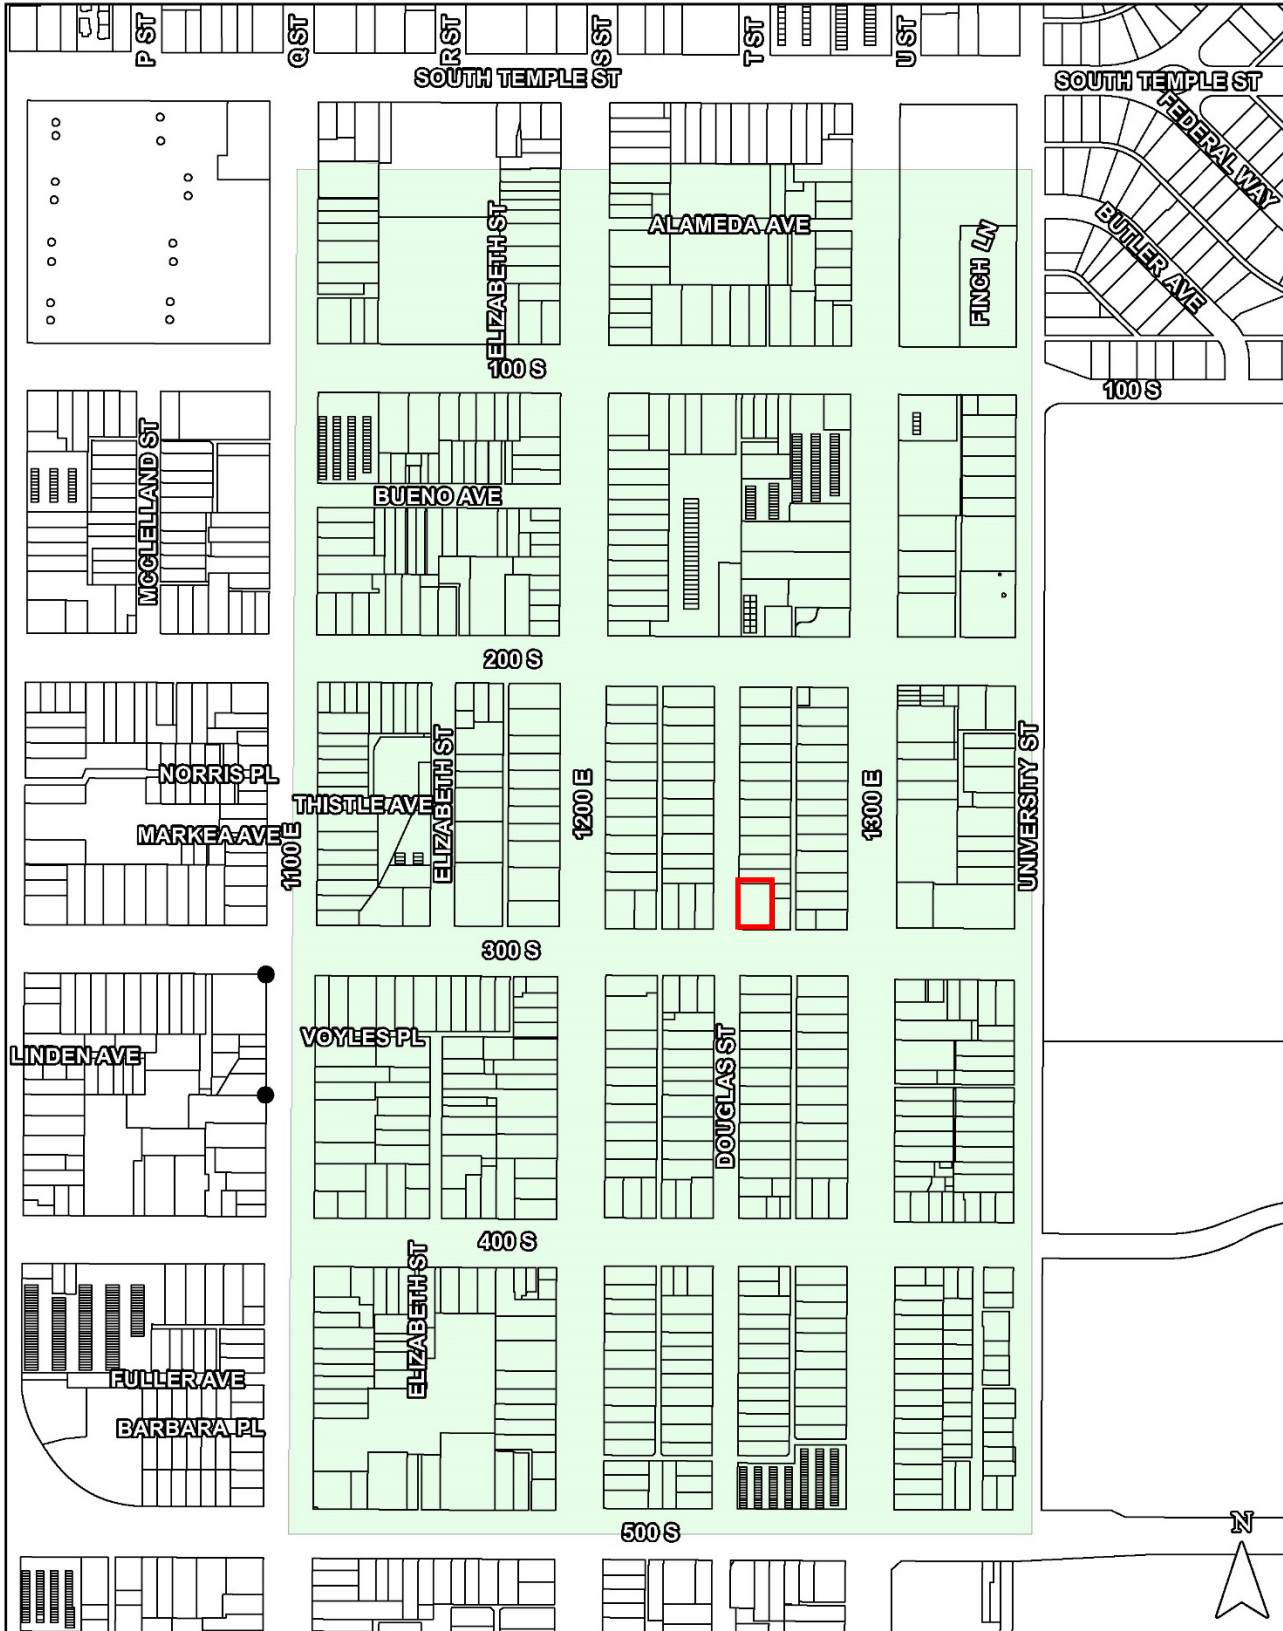 P ST
Q ST
R ST
S ST
T ST
U ST
SOUTH TEMPLE ST
SOUTH TEMPLE ST
FEDERAL WAY
BUTLER AVE
ELIZABETH ST
ALAMEDA AVE
FINCH LN
100 S
100 S
MCCLELLAND ST
BUENO AVE
200 S
NORRIS PL
THISTLE AVE
ELIZABETH ST
1200 E
1300 E
UNIVERSITY ST
MARKEA AVE
1100 E
300 S
VOYLES PL
LINDEN AVE
DOUGLAS ST
400 S
ELIZABETH ST
FULLER AVE
BARBARA PL
500 S
N